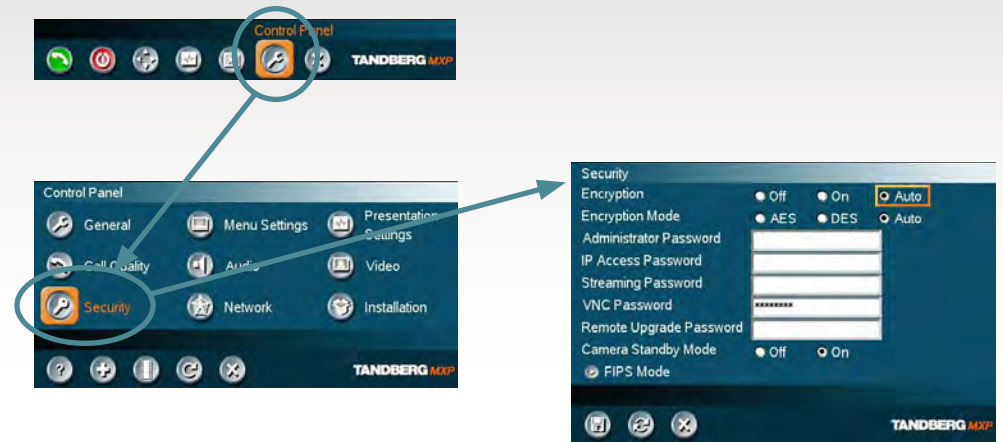 Control Panel
TANDBERG MXP
Control Panel
General
Menu Settings
Presentation
Settings
Call Quality
Audio
Video
Security
Network
Installation
TANDBERG MXP
Security
Encryption
Off
On
Auto
Encryption Mode
AES
DES
Auto
Administrator Password
IP Access Password
Streaming Password
VNC Password
********
Remote Upgrade Password
Camera Standby Mode
Off
On
FIPS Mode
TANDBERG MXP